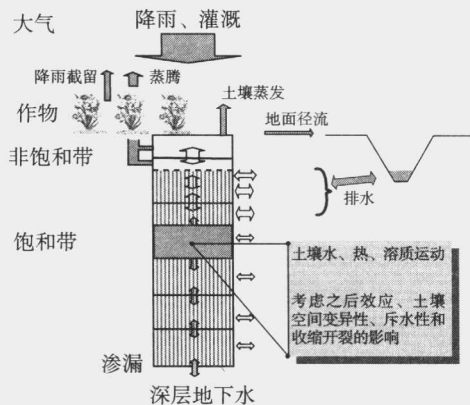 大气
降雨、灌溉
降雨截留
蒸腾
土壤蒸发
作物
地面径流
非饱和带
排水
饱和带
土壤水、热、溶质运动
考虑之后效应、土壤
空间变异性、斥水性和
收缩开裂的影响
渗漏
深层地下水